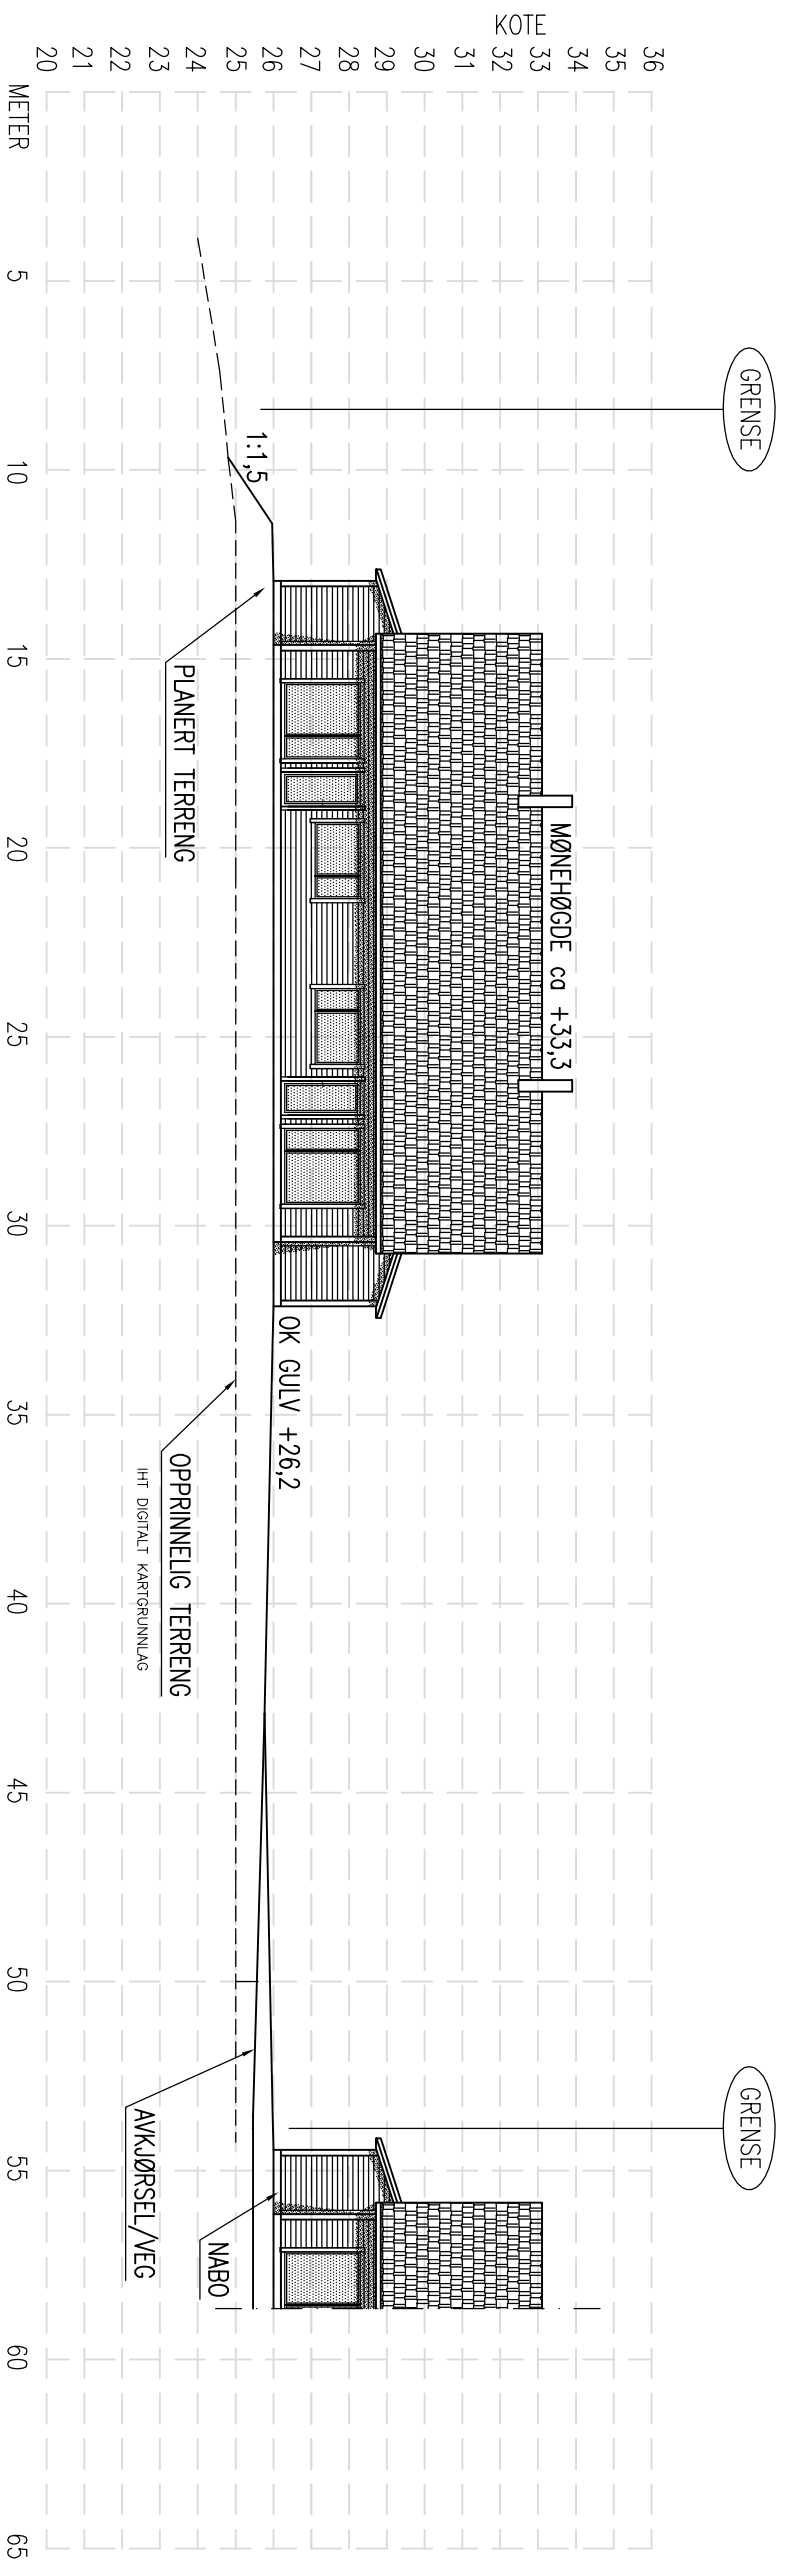 GRENSE
GRENSE
KOTE
36
35
34
33
32
31
30
29
28
27
26
25
24
23
22
21
20
MØNEHØGDE ca +33,3
1:1,5
OK GULV +26,2
PLANERT TERRENG
OPPRINNELIG TERRENG
IHT DIGITALT KARTGRUNNLAG
NABO
AVKJØRSEL/VEG
METER
5
10
15
20
25
30
35
40
45
50
55
60
65